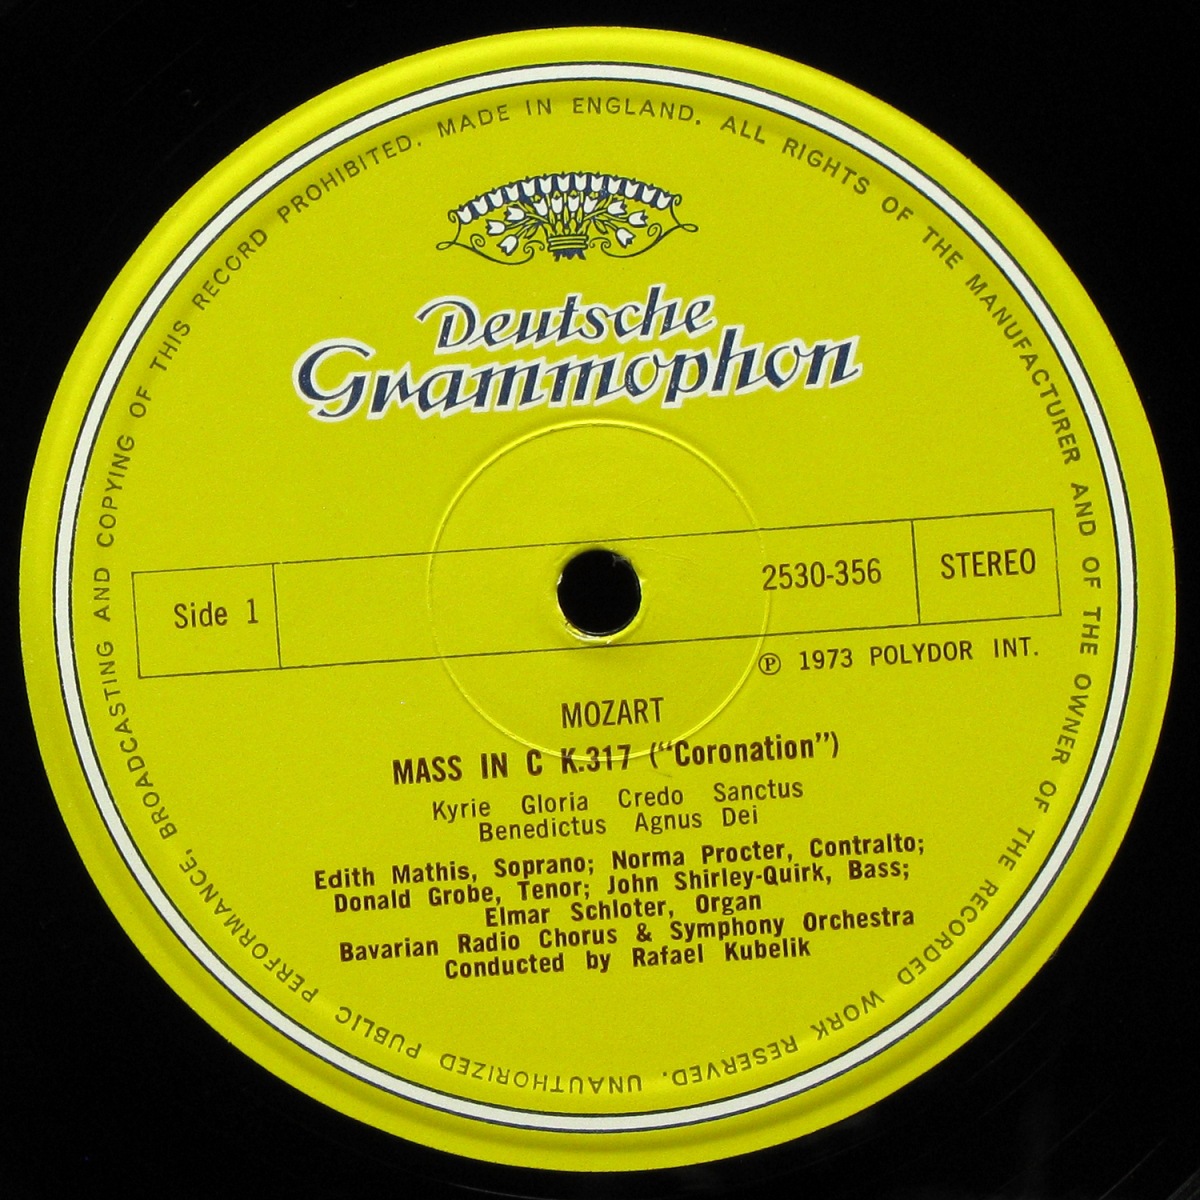 ALL RIGHTS OF THE MANUFACTURER AND OF THE OWNER OF THE RECORDED WORK RESERVED. UNAUTHORIZED PUBLIC PERFORMANCE, BROADCASTING AND COPYING OF THIS RECORD PROHIBITED. MADE IN ENGLAND.
Deutsche
Grammophon
Side 1
2530-356
STEREO
℗ 1973 POLYDOR INT.
MOZART
MASS IN C K.317 (“Coronation”)
Kyrie Gloria Credo Sanctus
Benedictus Agnus Dei
Edith Mathis, Soprano; Norma Procter, Contralto;
Donald Grobe, Tenor; John Shirley-Quirk, Bass;
Elmar Schloter, Organ
Bavarian Radio Chorus & Symphony Orchestra
Conducted by Rafael Kubelik